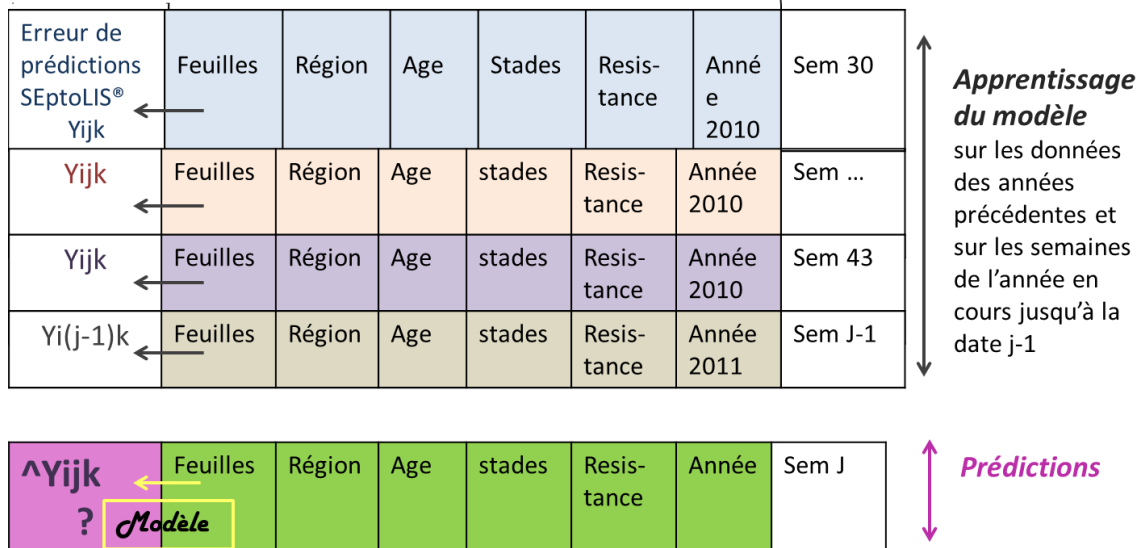 Erreur de
prédictions
SEptoLIS®
Yijk
Feuilles
Région
Age
Stades
Resis-
tance
Anné
e
2010
Sem 30
Yijk
Feuilles
Région
Age
stades
Resis-
tance
Année
2010
Sem ...
Yijk
Feuilles
Région
Age
stades
Resis-
tance
Année
2010
Sem 43
Yi(j-1)k
Feuilles
Région
Age
stades
Resis-
tance
Année
2011
Sem J-1
Apprentissage
du modèle
sur les données
des années
précédentes et
sur les semaines
de l'année en
cours jusqu'à la
date j-1
^Yijk
?
Modèle
Feuilles
Région
Age
stades
Resis-
tance
Année
Sem J
Prédictions